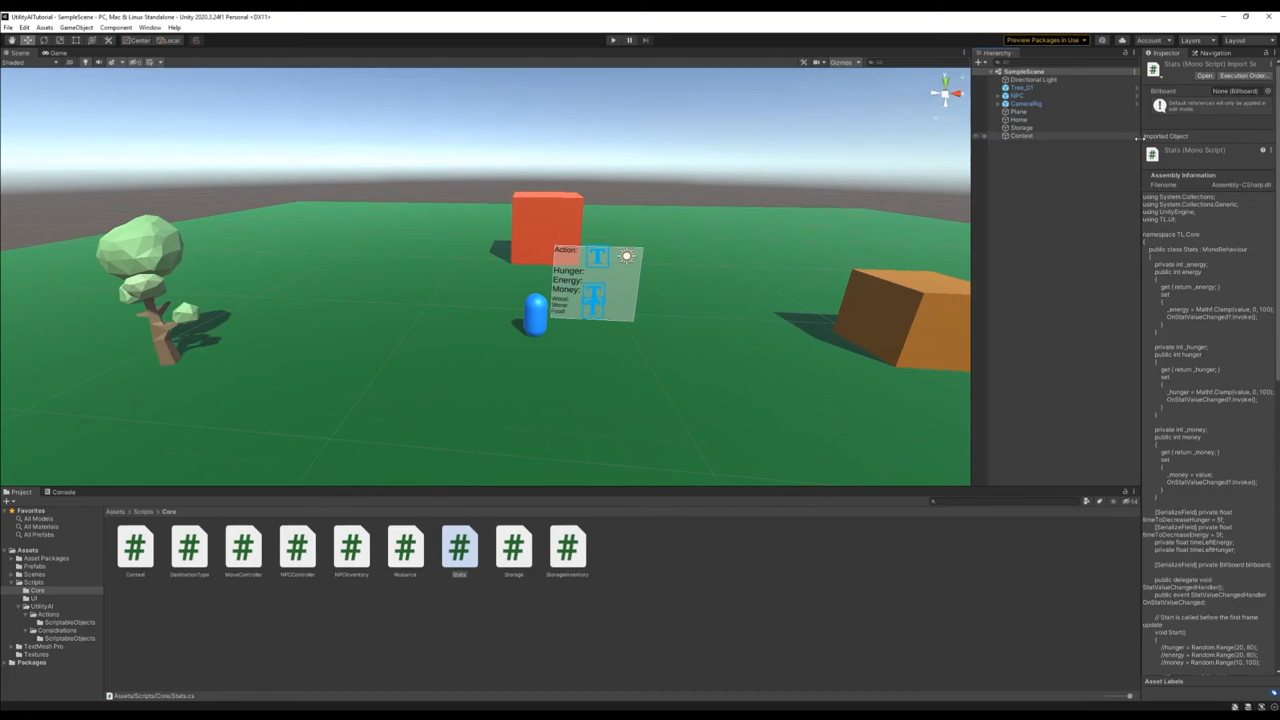 UtilityAITutorial - SampleScene - PC, Mac & Linux Standalone - Unity 2020.3.24f1 Personal <DX11>
File Edit Assets GameObject Component Window Help
Center Local
Preview Packages in Use
Account
Layers
Layout
Scene Game
Shaded
2D
Gizmos
All
Action:
Hunger:
Energy:
Money:
Wood:
Stone:
Food:
Hierarchy
All
SampleScene
Directional Light
Tree_01
NPC
CameraRig
Plane
Home
Storage
Context
Inspector Navigation
Stats (Mono Script) Import Se
Open Execution Order...
Billboard None (Billboard)
Default references will only be applied in
edit mode.
Imported Object
Stats (Mono Script)
Assembly Information
Filename Assembly-CSharp.dll
using System.Collections;
using System.Collections.Generic;
using UnityEngine;
using TL.UI;
namespace TL.Core
{
public class Stats : MonoBehaviour
{
private int _energy;
public int energy
{
get { return _energy; }
set
{
_energy = Mathf.Clamp(value, 0, 100);
OnStatValueChanged?.Invoke();
}
}
private int _hunger;
public int hunger
{
get { return _hunger; }
set
{
_hunger = Mathf.Clamp(value, 0, 100);
OnStatValueChanged?.Invoke();
}
}
private int _money;
public int money
{
get { return _money; }
set
{
_money = value;
OnStatValueChanged?.Invoke();
}
}
[SerializeField] private float
timeToDecreaseHunger = 5f;
[SerializeField] private float
timeToDecreaseEnergy = 5f;
private float timeLeftEnergy;
private float timeLeftHunger;
[SerializeField] private Billboard billboard;
public delegate void
StatValueChangedHandler();
public event StatValueChangedHandler
OnStatValueChanged;
// Start is called before the first frame
update
void Start()
{
//hunger = Random.Range(20, 80);
//energy = Random.Range(20, 80);
//money = Random.Range(10, 100);
Asset Labels
Project Console
Favorites
All Models
All Materials
All Prefabs
Assets
Asset Packages
Prefabs
Scenes
Scripts
Core
UI
UtilityAI
Actions
ScriptableObjects
Considrations
ScriptableObjects
TextMesh Pro
Textures
Packages
Assets > Scripts > Core
14
Context DestinationType MoveController NPCController NPCInventory Resource Stats Storage StorageInventory
Assets/Scripts/Core/Stats.cs